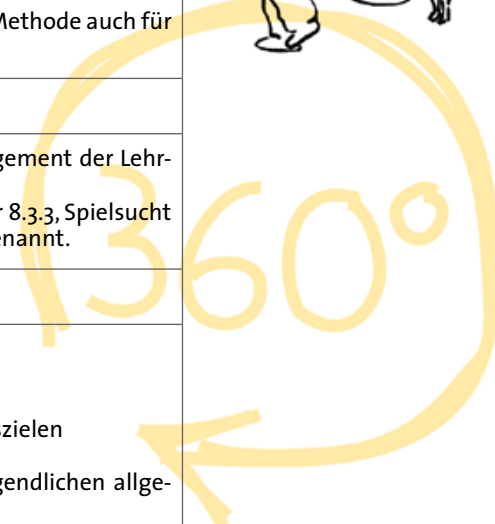 Methode auch für
gement der Lehr-
8.3.3, Spielsucht
enannt.
360°
zielen
gendlichen allge-